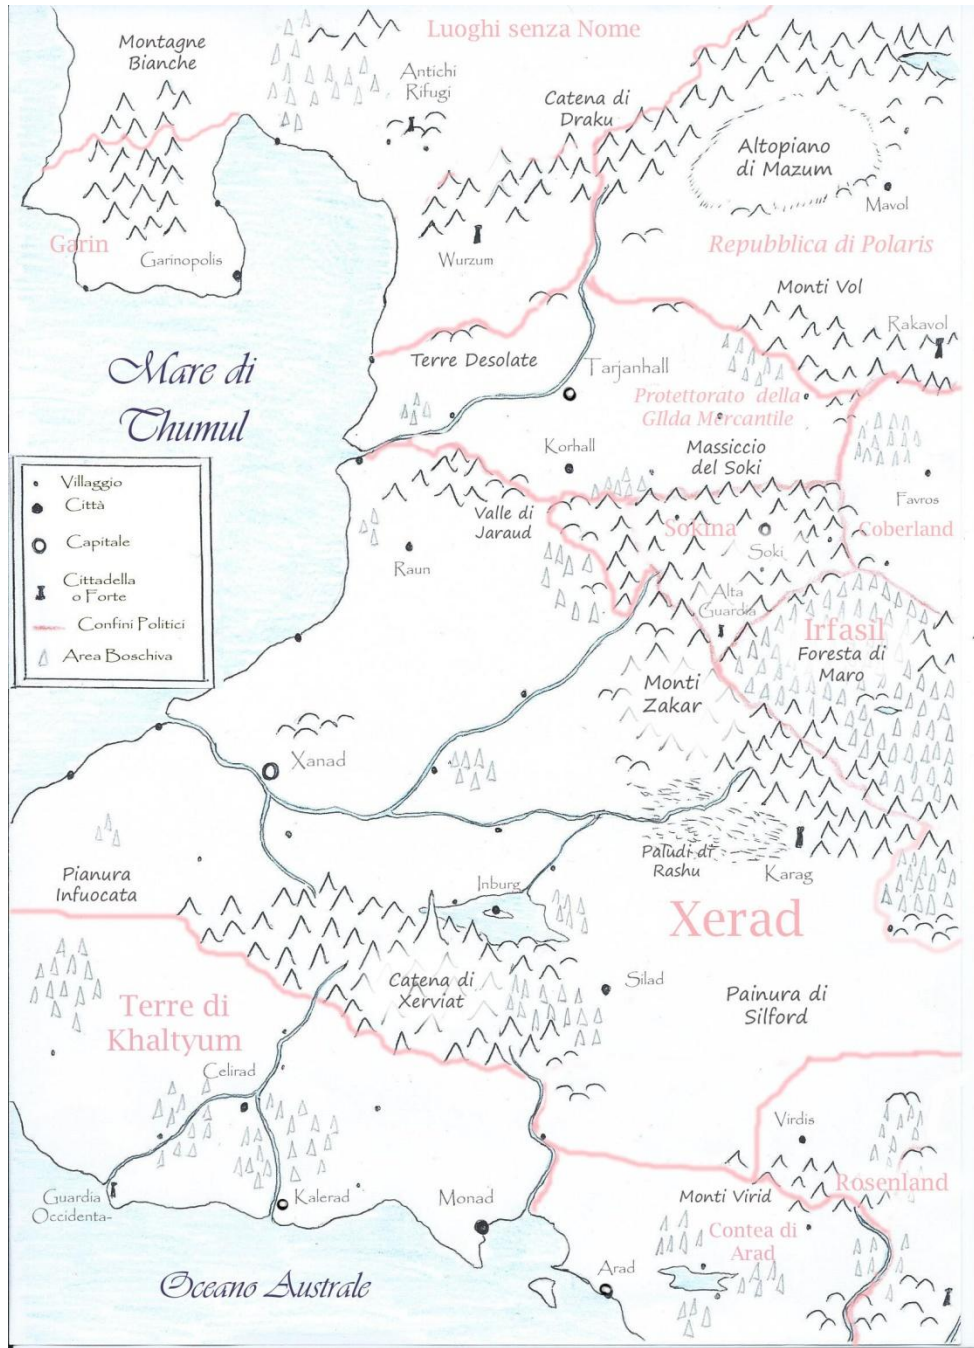 Luoghi senza Nome
Montagne
Bianche
Antichi
Rifugi
Catena di
Draku
Altopiano
di Mazum
Mavol
Garin
Garinopolis
Wurzum
Repubblica di Polaris
Monti Vol
Rakavol
Mare di
Thumul
Terre Desolate
Tarjanhall
Protettorato della
GIlda Mercantile
Korhall
Massiccio
del Soki
Favros
Villaggio
Città
Capitale
Cittadella
o Forte
Confini Politici
Area Boschiva
Valle di
Jaraud
Raun
Sokina
Soki
Coberland
Alta
Guardia
Irfasil
Foresta di
Maro
Monti
Zakar
Xanad
Pianura
Infuocata
Paludi di
Rashu
Karag
Inburg
Xerad
Catena di
Xerviat
Silad
Painura di
Silford
Terre di
Khaltyum
Celirad
Virdis
Guardia
Occidenta-
Kalerad
Monad
Monti Virid
Rosenland
Contea di
Arad
Arad
Oceano Australe